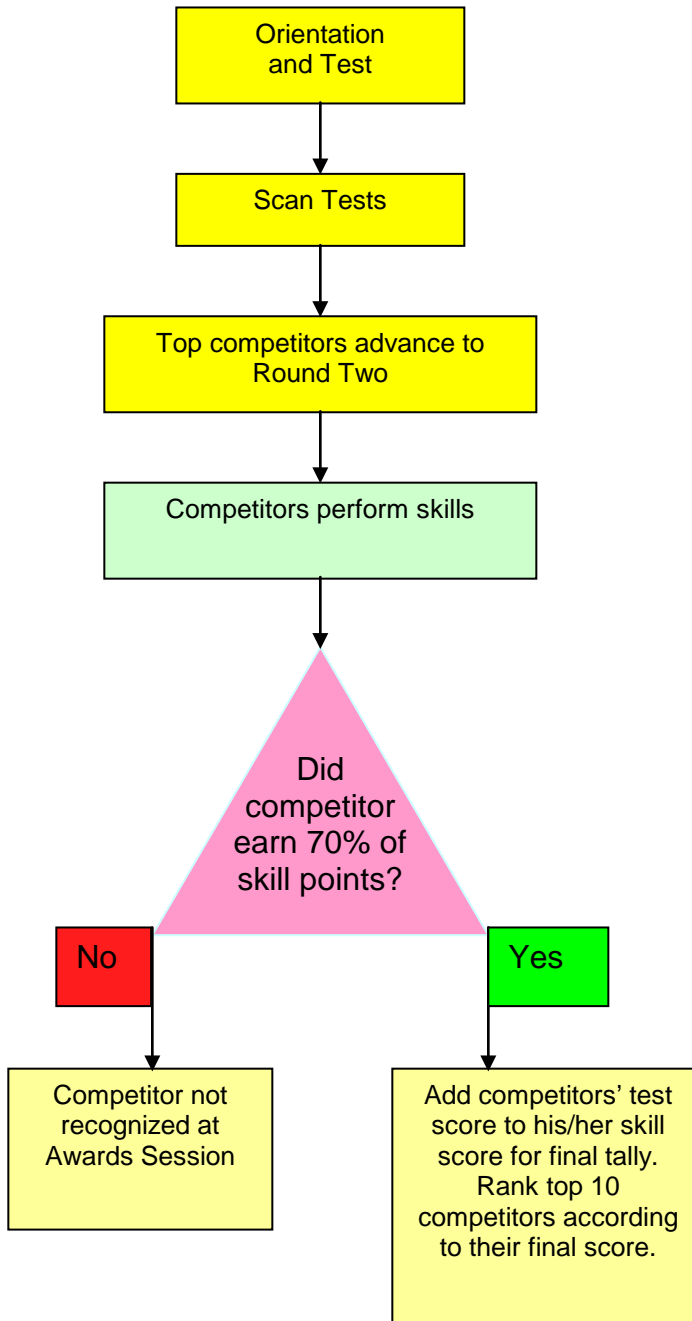 Orientation
and Test
Scan Tests
Top competitors advance to
Round Two
Competitors perform skills
Did
competitor
earn 70% of
skill points?
No
Yes
Competitor not
recognized at
Awards Session
Add competitors’ test
score to his/her skill
score for final tally.
Rank top 10
competitors according
to their final score.